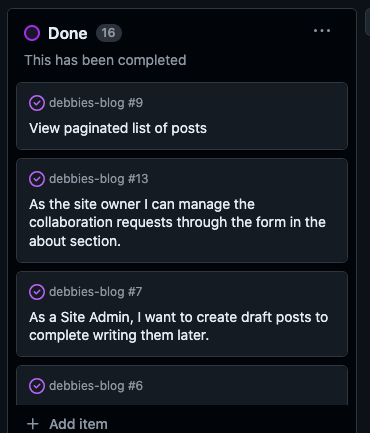 Done 16
This has been completed
debbies-blog #9
View paginated list of posts
debbies-blog #13
As the site owner I can manage the
collaboration requests through the form in the
about section.
debbies-blog #7
As a Site Admin, I want to create draft posts to
complete writing them later.
debbies-blog #6
+ Add item